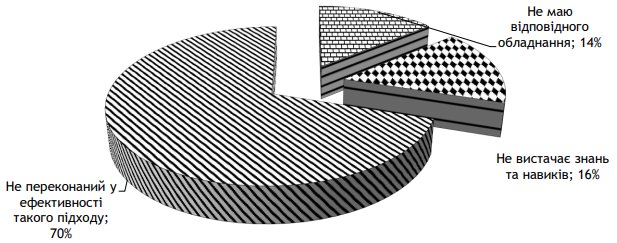 Не маю
відповідного
обладнання; 14%
Не вистачає знань
та навиків; 16%
Не переконаний у
ефективності
такого підходу;
70%